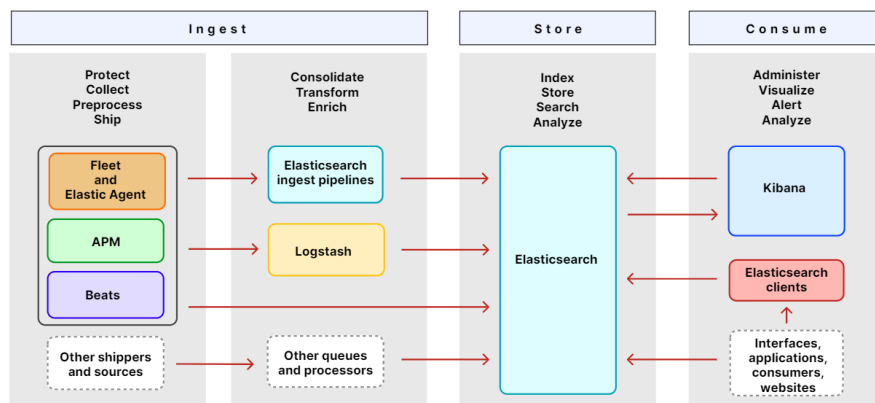 Ingest
Store
Consume
Protect
Collect
Preprocess
Ship
Consolidate
Transform
Enrich
Index
Store
Search
Analyze
Administer
Visualize
Alert
Analyze
Fleet
and
Elastic Agent
APM
Beats
Other shippers
and sources
Elasticsearch
ingest pipelines
Logstash
Other queues
and processors
Elasticsearch
Kibana
Elasticsearch
clients
Interfaces,
applications,
consumers,
websites